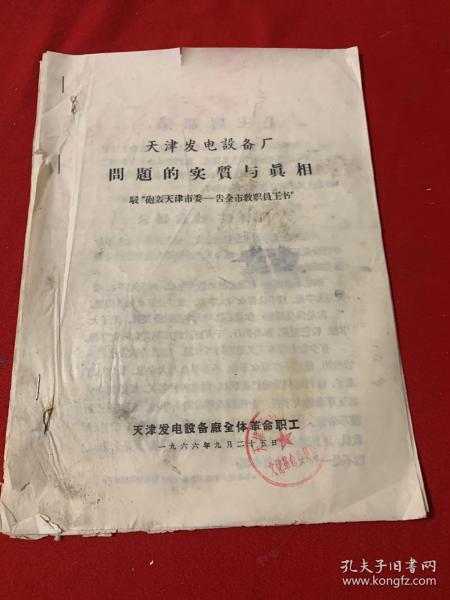 天津发电設备厂
問題的实質与眞相
駁“砲轰天津市委—告全市教职員工书”
天津发电設备廠全体革命职工
一九六六年九月二十五日
孔夫子旧书网
www.kongfz.com